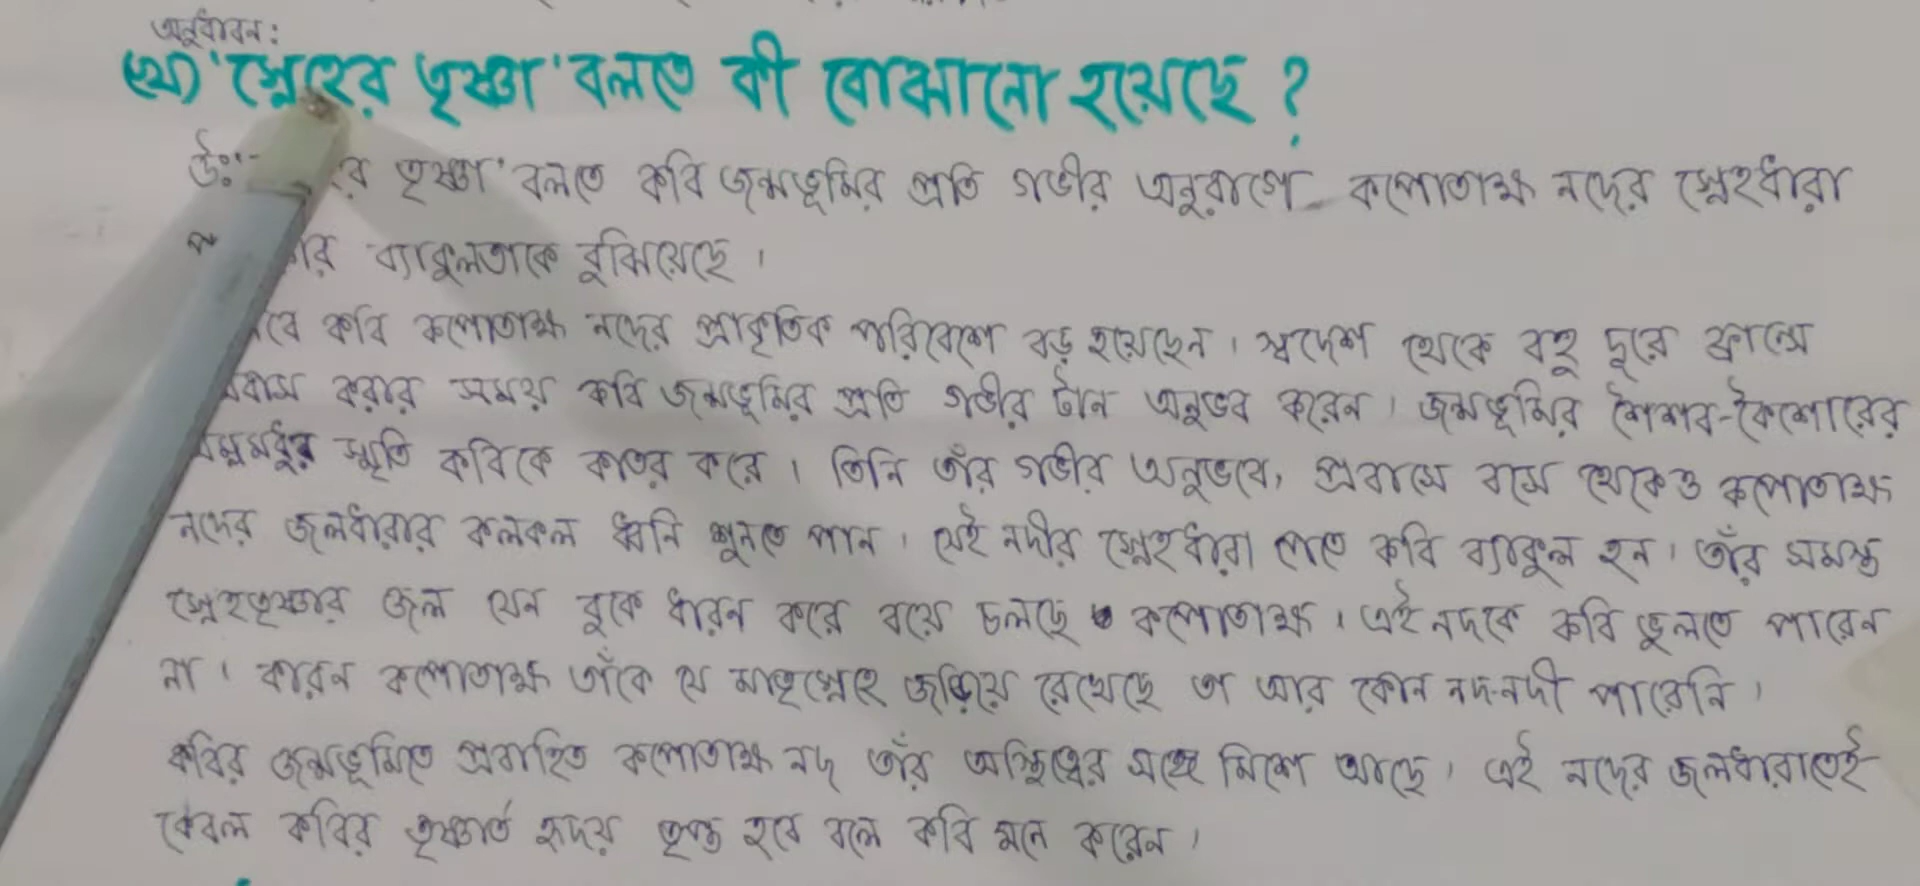 অনুধাবন:
(খ) 'স্নেহের তৃষ্ণা' বলতে কী বোঝানো হয়েছে ?
উঃ- র তৃষ্ণা' বলতে কবি জন্মভূমির প্রতি গভীর অনুরাগে কপোতাক্ষ নদের স্নেহধারা
প ার ব্যাকুলতাকে বুঝিয়েছে ।
কবি কপোতাক্ষ নদের প্রাকৃতিক পরিবেশে বড় হয়েছেন । স্বদেশ থেকে বহু দূরে ফ্রান্সে
করার সময় কবি জন্মভূমির প্রতি গভীর টান অনুভব করেন । জন্মভূমির শৈশব-কৈশোরের
স্মৃতি কবিকে কাতর করে । তিনি তাঁর গভীর অনুভবে, প্রবাসে বসে থেকেও কপোতাক্ষ
নদের জলধারার কলকল ধ্বনি শুনতে পান । সেই নদীর স্নেহধারা পেতে কবি ব্যাকুল হন । তাঁর সমস্ত
স্নেহতৃষ্ণার জল যেন বুকে ধারন করে বয়ে চলছে কপোতাক্ষ । এই নদকে কবি ভুলতে পারেন
না । কারন কপোতাক্ষ তাঁকে যে মাতৃস্নেহে জড়িয়ে রেখেছে তা আর কোন নদ-নদী পারেনি ।
কবির জন্মভূমিতে প্রবাহিত কপোতাক্ষ নদ তাঁর অস্তিত্বের সঙ্গে মিশে আছে । এই নদের জলধারাতেই
কেবল কবির তৃষ্ণার্ত হৃদয় তৃপ্ত হবে বলে কবি মনে করেন ।